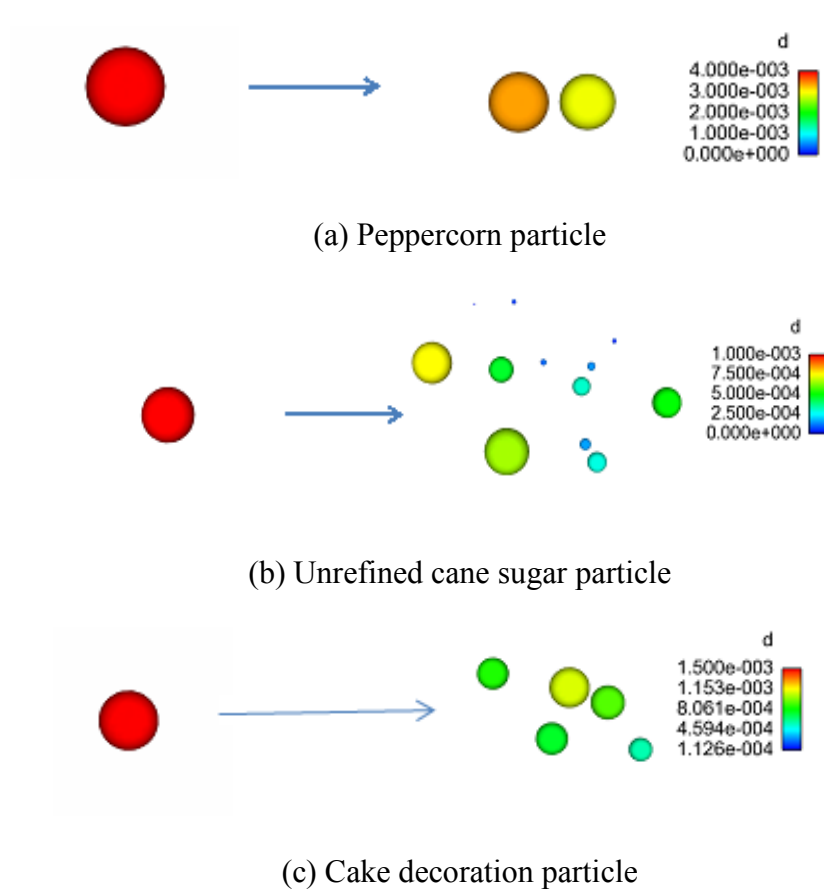 d
4.000e-003
3.000e-003
2.000e-003
1.000e-003
0.000e+000
(a) Peppercorn particle
d
1.000e-003
7.500e-004
5.000e-004
2.500e-004
0.000e+000
(b) Unrefined cane sugar particle
d
1.500e-003
1.153e-003
8.061e-004
4.594e-004
1.126e-004
(c) Cake decoration particle